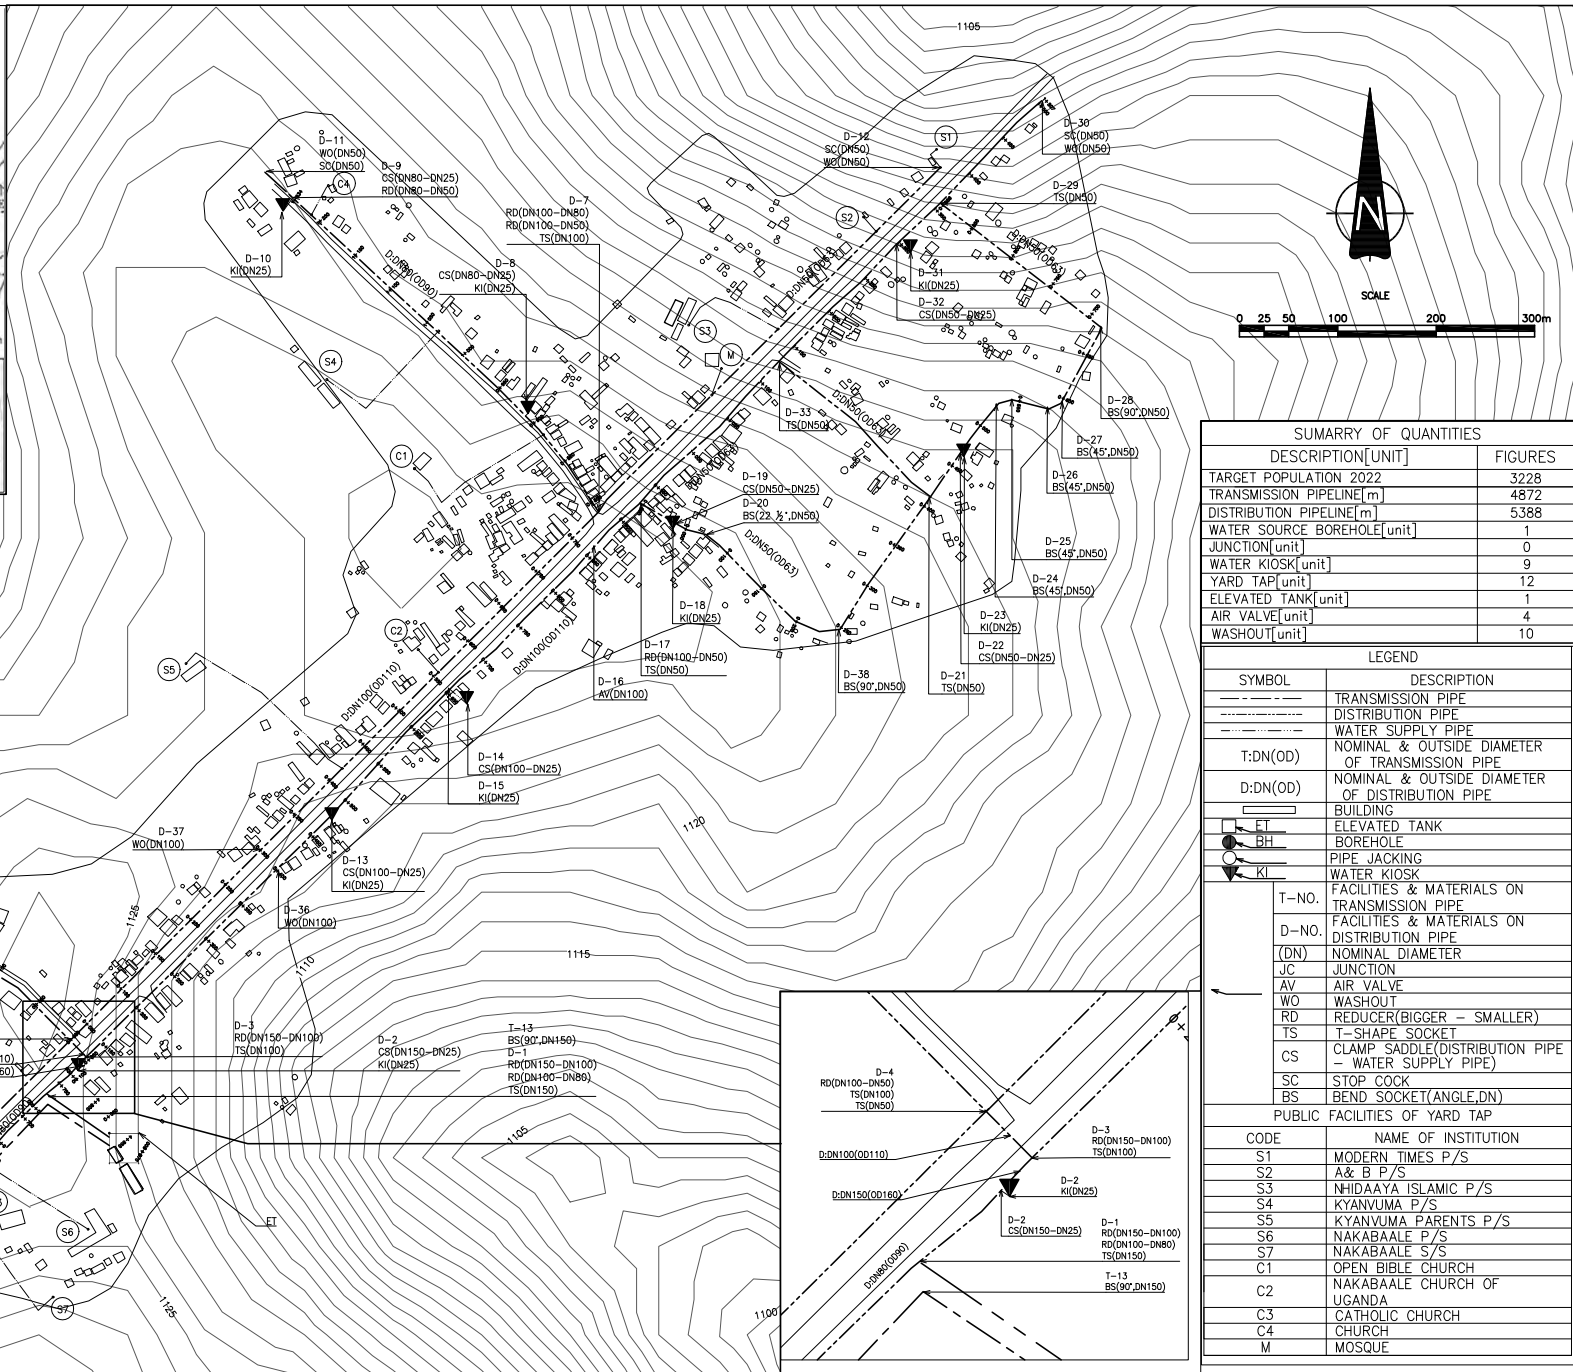 1105
D-11
WO(DN50)
SC(DN50)
D-9
CS(DN80-DN25)
RD(DN80-DN50)
C4
D-10
KI(DN25)
D:DN80(OD90)
D-7
RD(DN100-DN80)
RD(DN100-DN50)
TS(DN100)
D-8
CS(DN80-DN25)
KI(DN25)
D-12
SC(DN50)
WO(DN50)
S1
S2
D-30
SC(DN50)
WO(DN50)
D-29
TS(DN50)
D:DN50(OD63)
D:DN50(OD63)
D-31
KI(DN25)
D-32
CS(DN50-DN25)
S3
M
S4
C1
N
SCALE
0 25 50 100 200 300m
D-33
TS(DN50)
D:DN50(OD63)
D:DN50(OD63)
D-28
BS(90°,DN50)
D-27
BS(45°,DN50)
D-26
BS(45°,DN50)
D-25
BS(45°,DN50)
D-24
BS(45°,DN50)
D-19
CS(DN50-DN25)
D-20
BS(22 ½°,DN50)
D:DN50(OD63)
D-18
KI(DN25)
D-17
RD(DN100-DN50)
TS(DN50)
D-16
AV(DN100)
D-23
KI(DN25)
D-22
CS(DN50-DN25)
D-21
TS(DN50)
D-38
BS(90°,DN50)
C2
S5
D:DN100(OD110)
D:DN100(OD110)
D-14
CS(DN100-DN25)
D-15
KI(DN25)
1120
D-37
WO(DN100)
D-13
CS(DN100-DN25)
KI(DN25)
D-36
WO(DN100)
1125
1110
1115
D-3
RD(DN150-DN100)
TS(DN100)
D-2
CS(DN150-DN25)
KI(DN25)
T-13
BS(90°,DN150)
D-1
RD(DN150-DN100)
RD(DN100-DN80)
TS(DN150)
1105
ET
S6
S7
1125
1100
D-4
RD(DN100-DN50)
TS(DN100)
TS(DN50)
D:DN100(OD110)
D:DN150(OD160)
D:DN80(OD90)
D-3
RD(DN150-DN100)
TS(DN100)
D-2
KI(DN25)
D-2
CS(DN150-DN25)
D-1
RD(DN150-DN100)
RD(DN100-DN80)
TS(DN150)
T-13
BS(90°,DN150)
SUMARRY OF QUANTITIES
DESCRIPTION[UNIT] FIGURES
TARGET POPULATION 2022 3228
TRANSMISSION PIPELINE[m] 4872
DISTRIBUTION PIPELINE[m] 5388
WATER SOURCE BOREHOLE[unit] 1
JUNCTION[unit] 0
WATER KIOSK[unit] 9
YARD TAP[unit] 12
ELEVATED TANK[unit] 1
AIR VALVE[unit] 4
WASHOUT[unit] 10
LEGEND
SYMBOL DESCRIPTION
TRANSMISSION PIPE
DISTRIBUTION PIPE
WATER SUPPLY PIPE
T:DN(OD) NOMINAL & OUTSIDE DIAMETER
OF TRANSMISSION PIPE
D:DN(OD) NOMINAL & OUTSIDE DIAMETER
OF DISTRIBUTION PIPE
BUILDING
ET ELEVATED TANK
BH BOREHOLE
PIPE JACKING
KI WATER KIOSK
T-NO. FACILITIES & MATERIALS ON
TRANSMISSION PIPE
D-NO. FACILITIES & MATERIALS ON
DISTRIBUTION PIPE
(DN) NOMINAL DIAMETER
JC JUNCTION
AV AIR VALVE
WO WASHOUT
RD REDUCER(BIGGER - SMALLER)
TS T-SHAPE SOCKET
CS CLAMP SADDLE(DISTRIBUTION PIPE
- WATER SUPPLY PIPE)
SC STOP COCK
BS BEND SOCKET(ANGLE,DN)
PUBLIC FACILITIES OF YARD TAP
CODE NAME OF INSTITUTION
S1 MODERN TIMES P/S
S2 A& B P/S
S3 NHIDAAYA ISLAMIC P/S
S4 KYANVUMA P/S
S5 KYANVUMA PARENTS P/S
S6 NAKABAALE P/S
S7 NAKABAALE S/S
C1 OPEN BIBLE CHURCH
C2 NAKABAALE CHURCH OF
UGANDA
C3 CATHOLIC CHURCH
C4 CHURCH
M MOSQUE